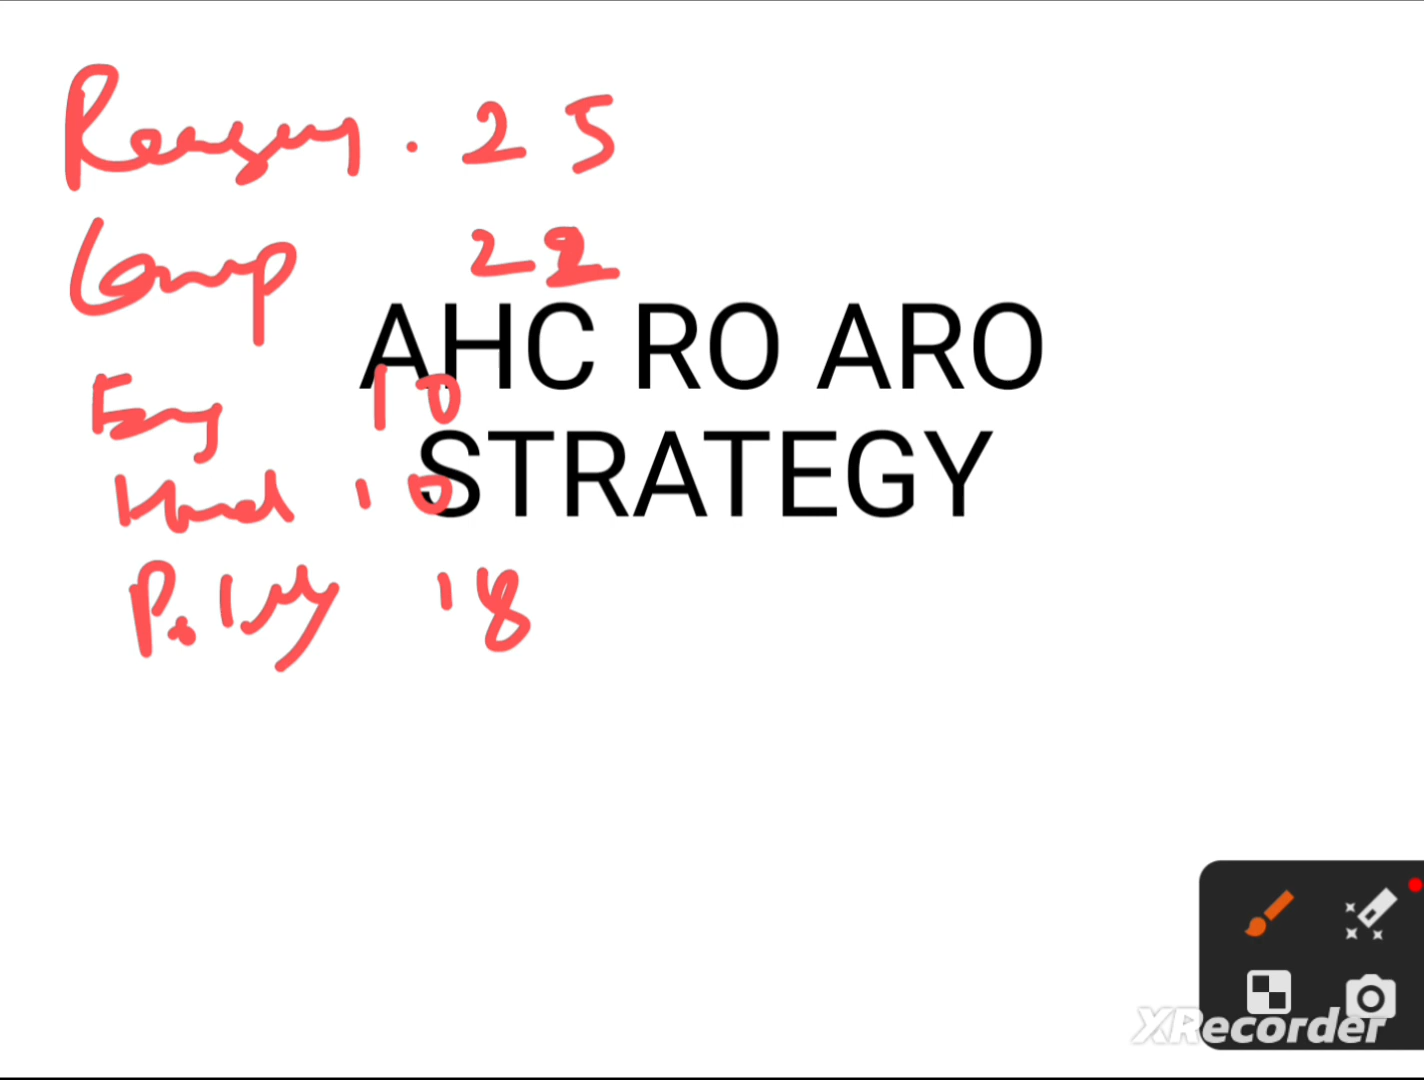 Reasoning . 25
Comp 22
AHC RO ARO
Eng 10
STRATEGY
Hindi 10
Polity 18
XRecorder